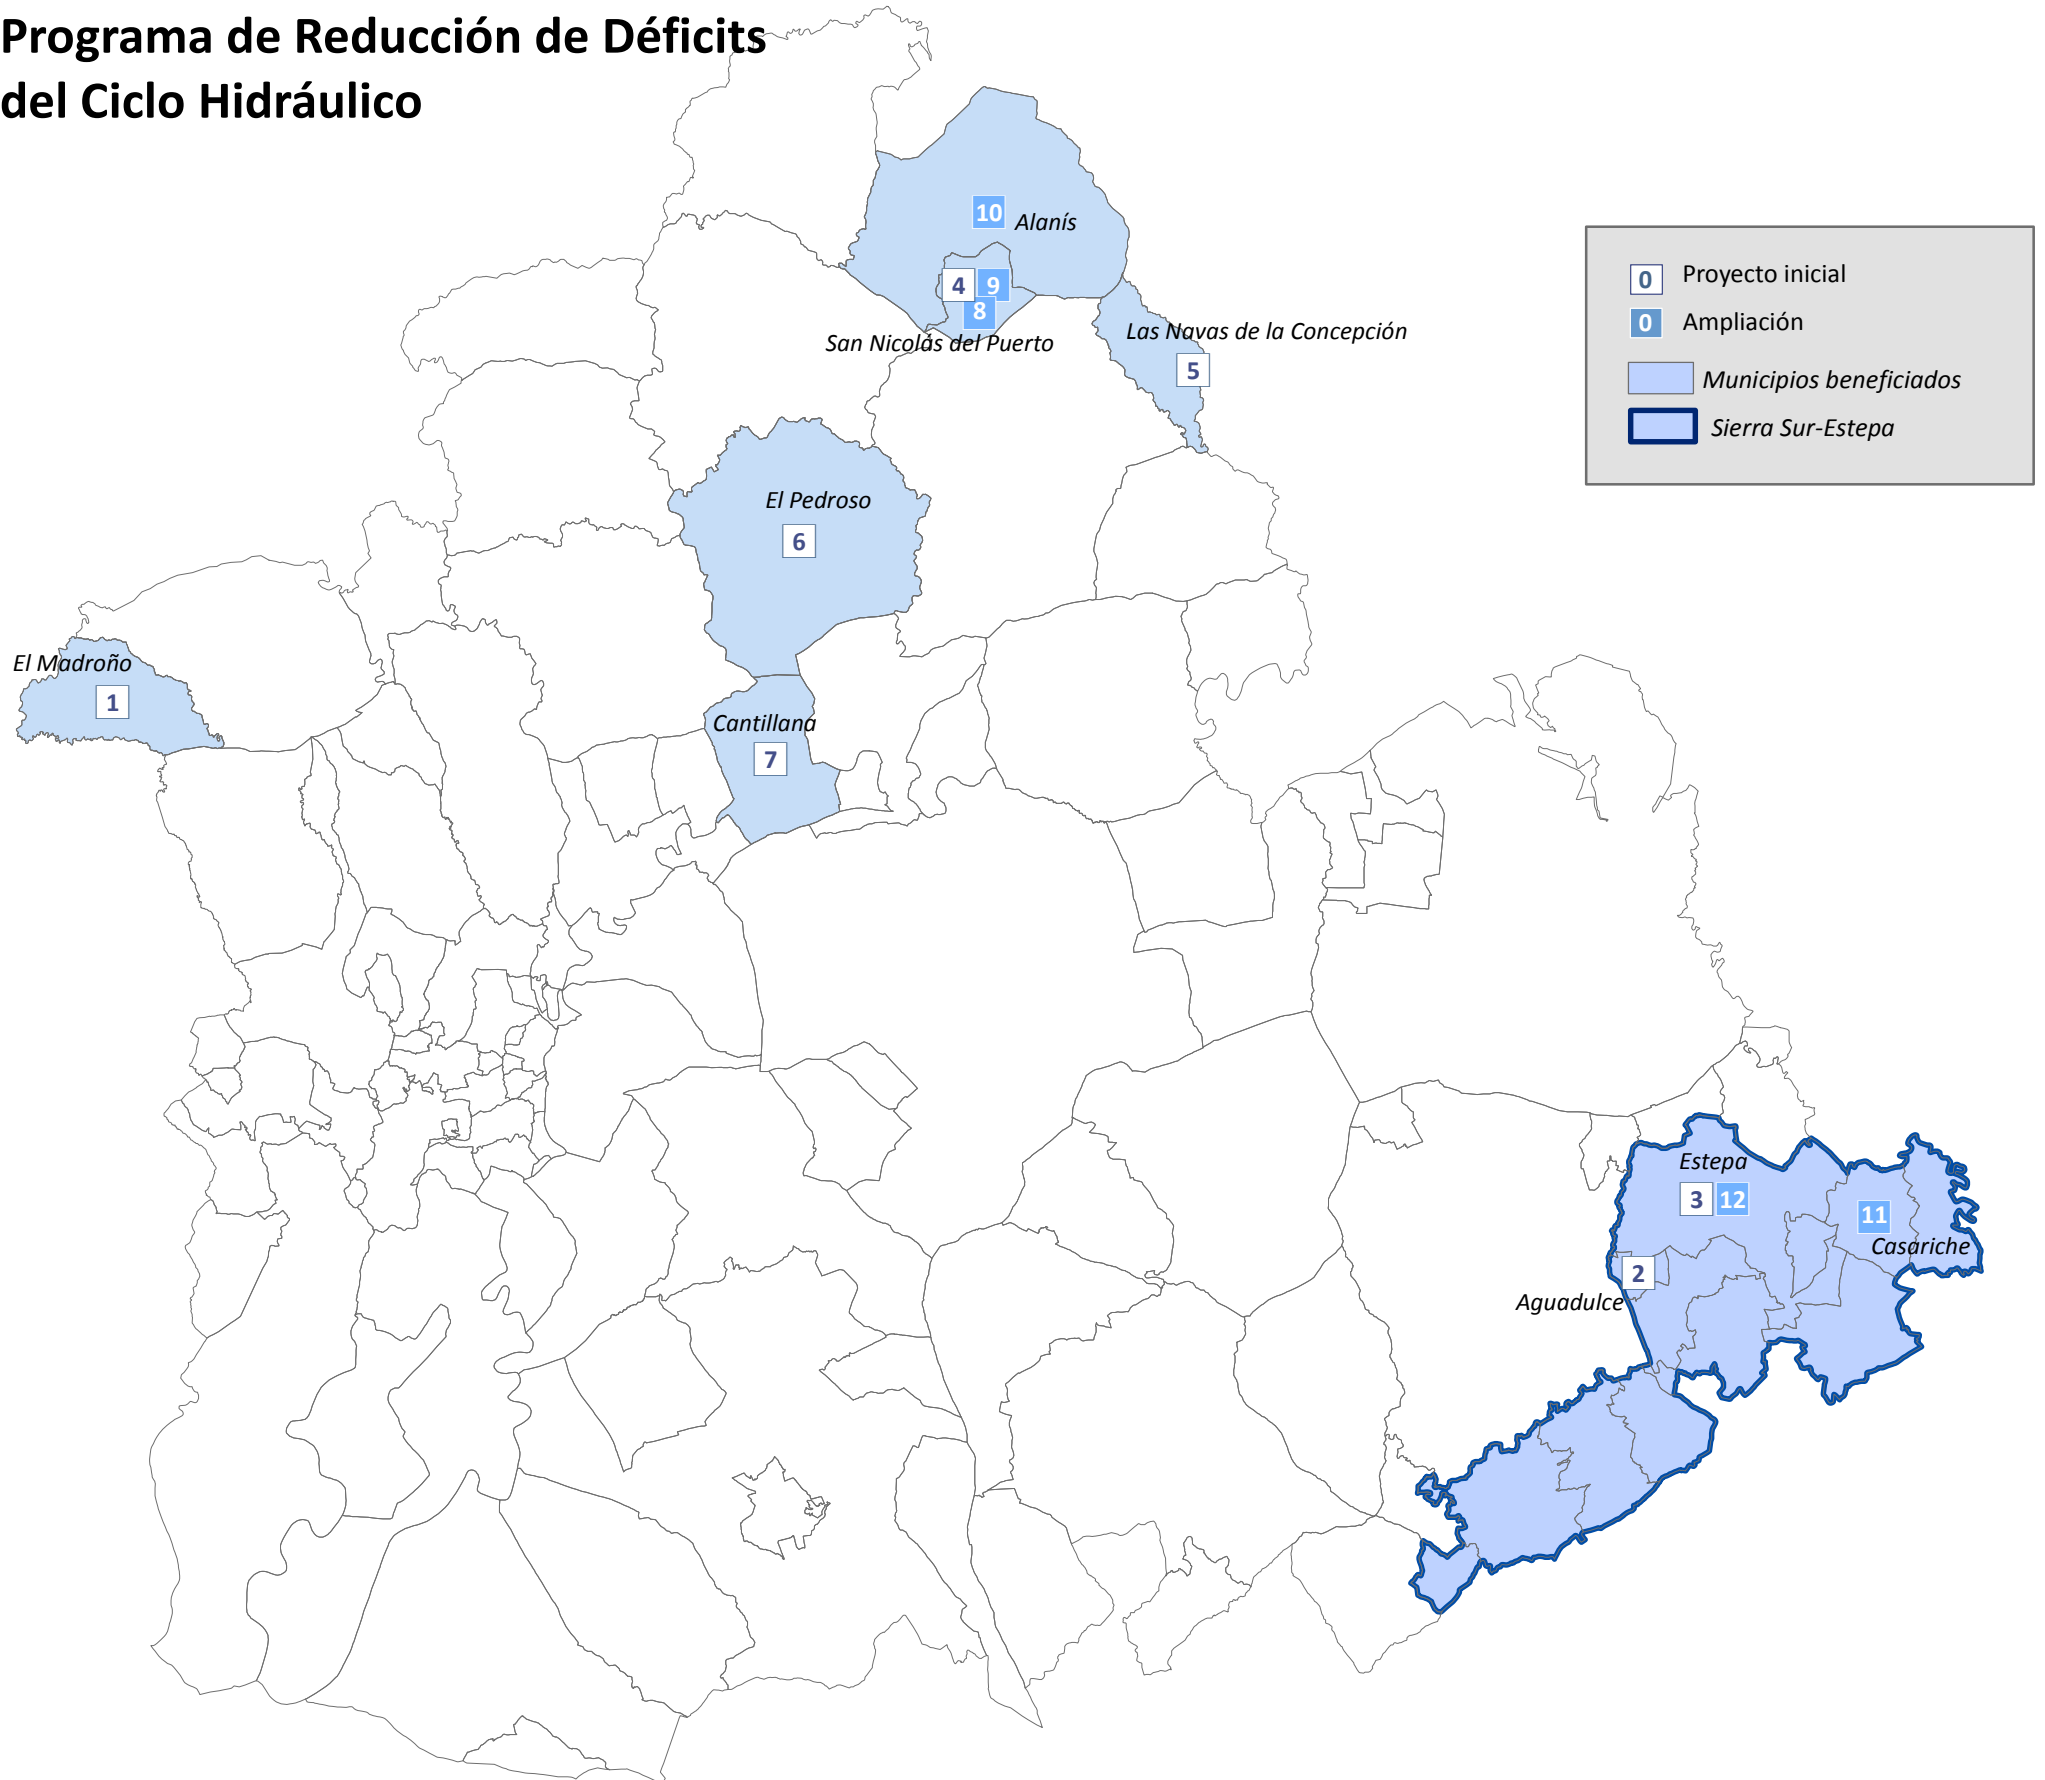 Programa de Reducción de Déficits
del Ciclo Hidráulico
10 Alanís
4 9
8
San Nicolás del Puerto
Las Navas de la Concepción
5
0 Proyecto inicial
0 Ampliación
Municipios beneficiados
Sierra Sur-Estepa
El Pedroso
6
El Madroño
1
Cantillana
7
Estepa
3 12
11
Casariche
2
Aguadulce